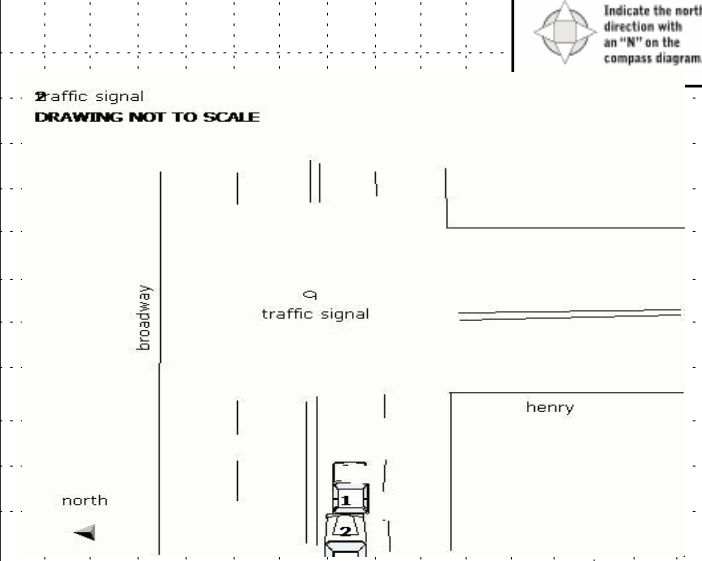 Indicate the north
direction with
an "N" on the
compass diagram.
traffic signal
DRAWING NOT TO SCALE
broadway
traffic signal
henry
1
north
2